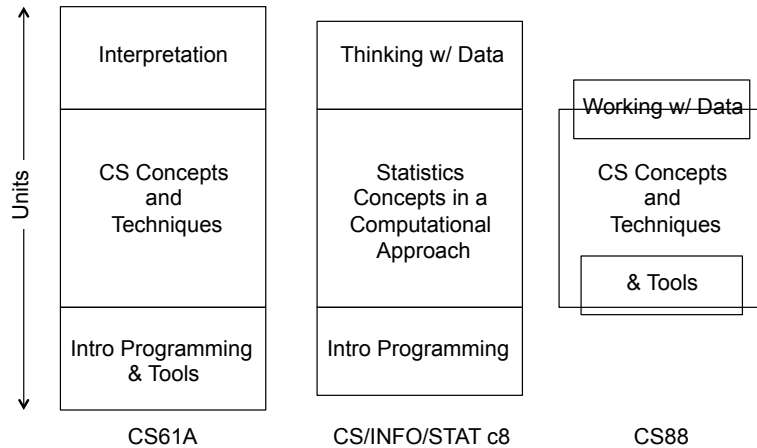 Units
Interpretation
CS Concepts
and
Techniques
Intro Programming
& Tools
CS61A
Thinking w/ Data
Statistics
Concepts in a
Computational
Approach
Intro Programming
CS/INFO/STAT c8
Working w/ Data
CS Concepts
and
Techniques
& Tools
CS88